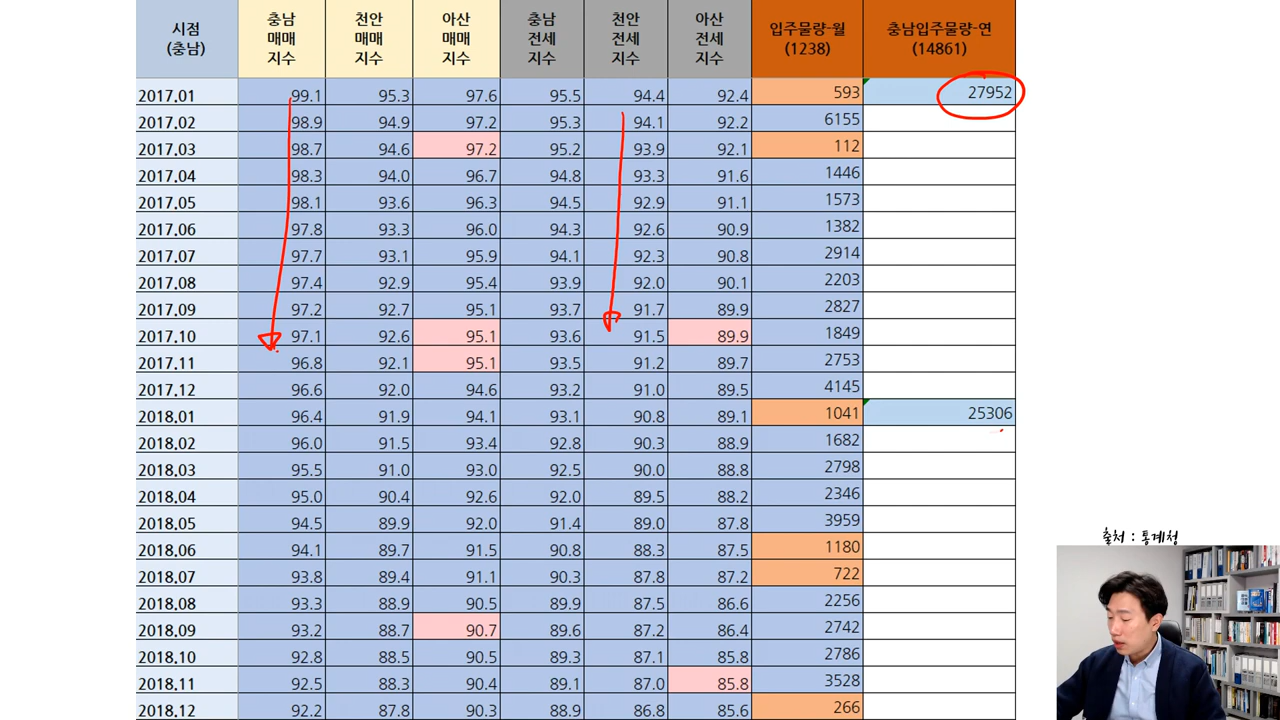 시점 (충남) 충남 매매 지수 천안 매매 지수 아산 매매 지수 충남 전세 지수 천안 전세 지수 아산 전세 지수 입주물량-월 (1238) 충남입주물량-연 (14861)
2017.01 99.1 95.3 97.6 95.5 94.4 92.4 593 27952
2017.02 98.9 94.9 97.2 95.3 94.1 92.2 6155
2017.03 98.7 94.6 97.2 95.2 93.9 92.1 112
2017.04 98.3 94.0 96.7 94.8 93.3 91.6 1446
2017.05 98.1 93.6 96.3 94.5 92.9 91.1 1573
2017.06 97.8 93.3 96.0 94.3 92.6 90.9 1382
2017.07 97.7 93.1 95.9 94.1 92.3 90.8 2914
2017.08 97.4 92.9 95.4 93.9 92.0 90.1 2203
2017.09 97.2 92.7 95.1 93.7 91.7 89.9 2827
2017.10 97.1 92.6 95.1 93.6 91.5 89.9 1849
2017.11 96.8 92.1 95.1 93.5 91.2 89.7 2753
2017.12 96.6 92.0 94.6 93.2 91.0 89.5 4145
2018.01 96.4 91.9 94.1 93.1 90.8 89.1 1041 25306
2018.02 96.0 91.5 93.4 92.8 90.3 88.9 1682
2018.03 95.5 91.0 93.0 92.5 90.0 88.8 2798
2018.04 95.0 90.4 92.6 92.0 89.5 88.2 2346
2018.05 94.5 89.9 92.0 91.4 89.0 87.8 3959
2018.06 94.1 89.7 91.5 90.8 88.3 87.5 1180
2018.07 93.8 89.4 91.1 90.3 87.8 87.2 722
2018.08 93.3 88.9 90.5 89.9 87.5 86.6 2256
2018.09 93.2 88.7 90.7 89.6 87.2 86.4 2742
2018.10 92.8 88.5 90.5 89.3 87.1 85.8 2786
2018.11 92.5 88.3 90.4 89.1 87.0 85.8 3528
2018.12 92.2 87.8 90.3 88.9 86.8 85.6 266
출처 : 통계청